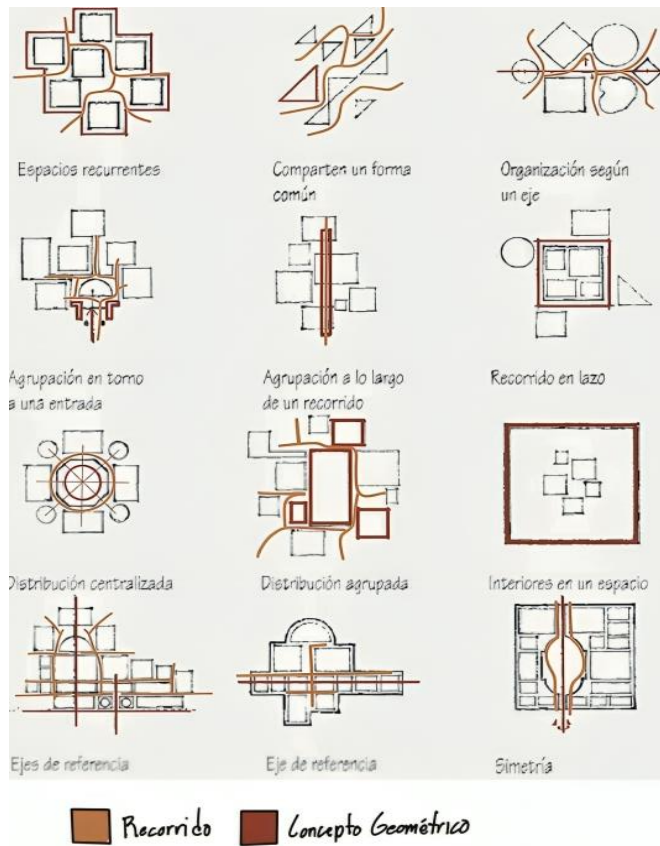 Espacios recurrentes
Comparten un forma
común
Organización según
un eje
Agrupación en torno
a una entrada
Agrupación a lo largo
de un recorrido
Recorrido en lazo
Distribución centralizada
Distribución agrupada
Interiores en un espacio
Ejes de referencia
Eje de referencia
Simetría
Recorrido
Concepto Geométrico